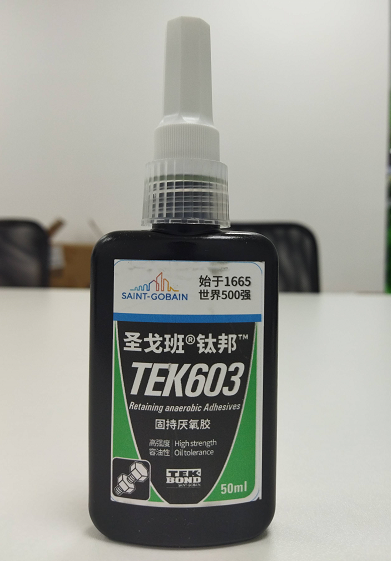 SAINT-GOBAIN
始于1665
世界500强
圣戈班®钛邦™
TEK603
Retaining anaerobic Adhesives
固持厌氧胶
高强度：High strength
容油性：Oil tolerance
TEK
BOND
50ml